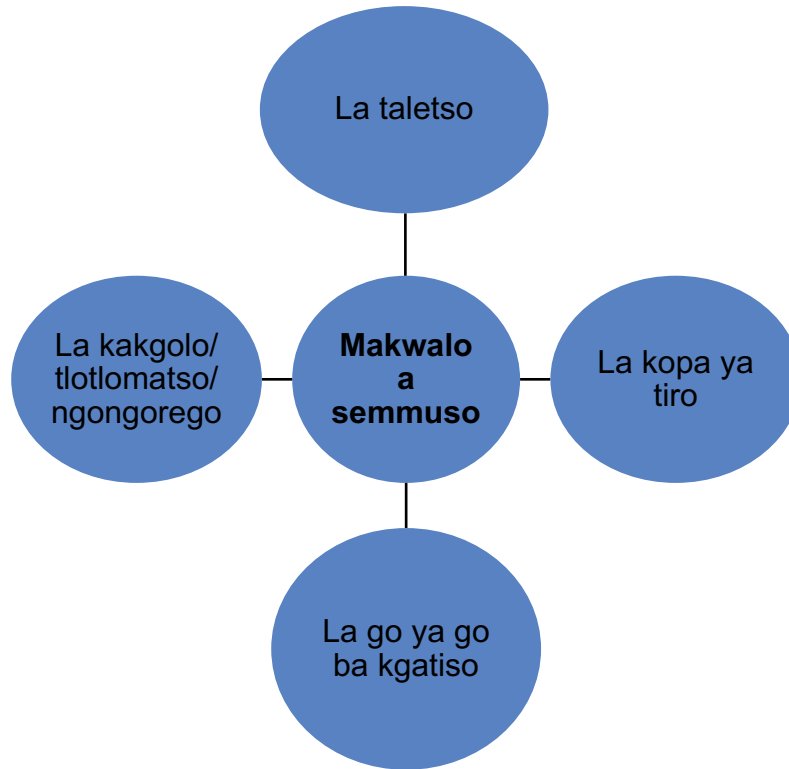 La taletso
La kakgolo/
tlotlomatso/
ngongorego
Makwalo
a
semmuso
La kopa ya
tiro
La go ya go
ba kgatiso